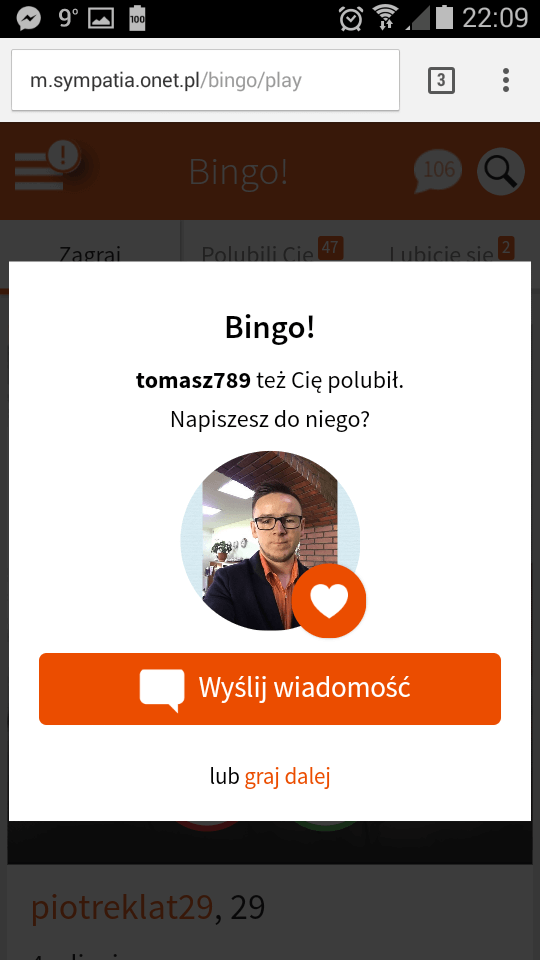 9°
100
22:09
m.sympatia.onet.pl/bingo/play
3
!
Bingo!
106
Zagraj
Polubili Cię 47
Lubicie się 2
Bingo!
tomasz789 też Cię polubił.
Napiszesz do niego?
Wyślij wiadomość
lub graj dalej
piotreklat29, 29